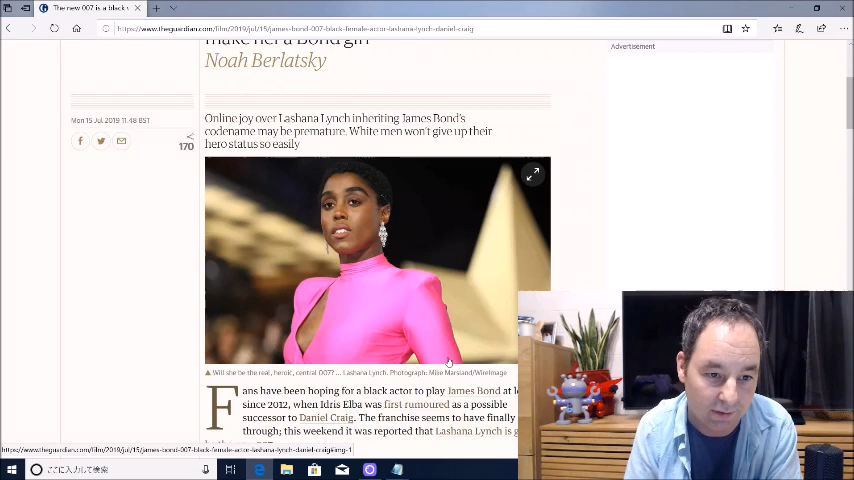 The new 007 is a black w
https://www.theguardian.com/film/2019/jul/15/james-bond-007-black-female-actor-lashana-lynch-daniel-craig
make her a Bond girl
Noah Berlatsky
Advertisement
Mon 15 Jul 2019 11.48 BST
170
Online joy over Lashana Lynch inheriting James Bond's
codename may be premature. White men won't give up their
hero status so easily
Will she be the real, heroic, central 007? ... Lashana Lynch. Photograph: Mike Marsland/WireImage
Fans have been hoping for a black actor to play James Bond at le
since 2012, when Idris Elba was first rumoured as a possible
successor to Daniel Craig. The franchise seems to have finally
through; this weekend it was reported that Lashana Lynch is g
https://www.theguardian.com/film/2019/jul/15/james-bond-007-black-female-actor-lashana-lynch-daniel-craig#img-1
ここに入力して検索